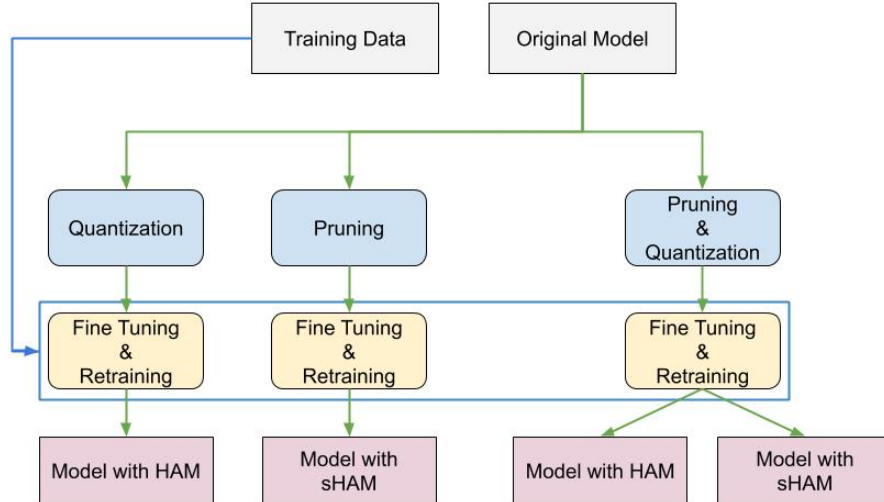 Training Data
Original Model
Quantization
Pruning
Pruning
&
Quantization
Fine Tuning
&
Retraining
Fine Tuning
&
Retraining
Fine Tuning
&
Retraining
Model with HAM
Model with
sHAM
Model with HAM
Model with
sHAM